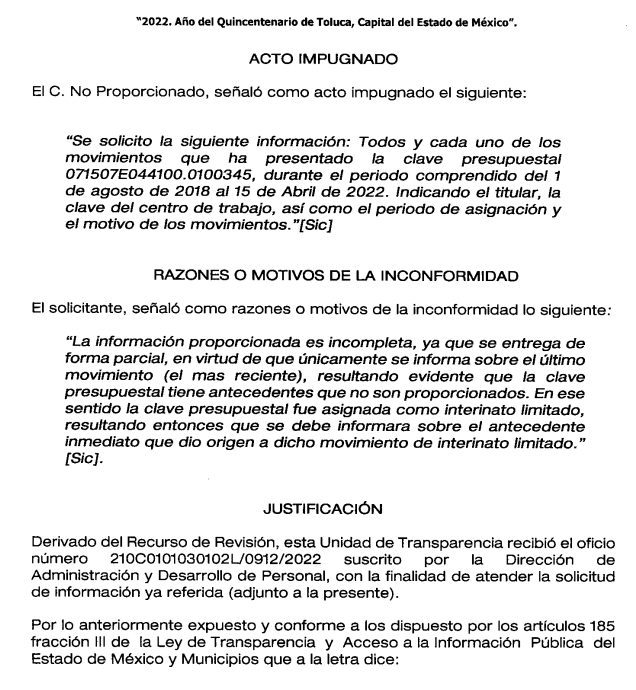 "2022. Año del Quincentenario de Toluca, Capital del Estado de México".
ACTO IMPUGNADO
El C. No Proporcionado, señaló como acto impugnado el siguiente:
"Se solicito la siguiente información: Todos y cada uno de los
movimientos que ha presentado la clave presupuestal
071507E044100.0100345, durante el periodo comprendido del 1
de agosto de 2018 al 15 de Abril de 2022. Indicando el titular, la
clave del centro de trabajo, así como el periodo de asignación y
el motivo de los movimientos."[Sic]
RAZONES O MOTIVOS DE LA INCONFORMIDAD
El solicitante, señaló como razones o motivos de la inconformidad lo siguiente:
"La información proporcionada es incompleta, ya que se entrega de
forma parcial, en virtud de que únicamente se informa sobre el último
movimiento (el mas reciente), resultando evidente que la clave
presupuestal tiene antecedentes que no son proporcionados. En ese
sentido la clave presupuestal fue asignada como interinato limitado,
resultando entonces que se debe informara sobre el antecedente
inmediato que dio origen a dicho movimiento de interinato limitado."
[Sic].
JUSTIFICACIÓN
Derivado del Recurso de Revisión, esta Unidad de Transparencia recibió el oficio
número 210C0101030102L/0912/2022 suscrito por la Dirección de
Administración y Desarrollo de Personal, con la finalidad de atender la solicitud
de información ya referida (adjunto a la presente).
Por lo anteriormente expuesto y conforme a los dispuesto por los artículos 185
fracción III de la Ley de Transparencia y Acceso a la Información Pública del
Estado de México y Municipios que a la letra dice: